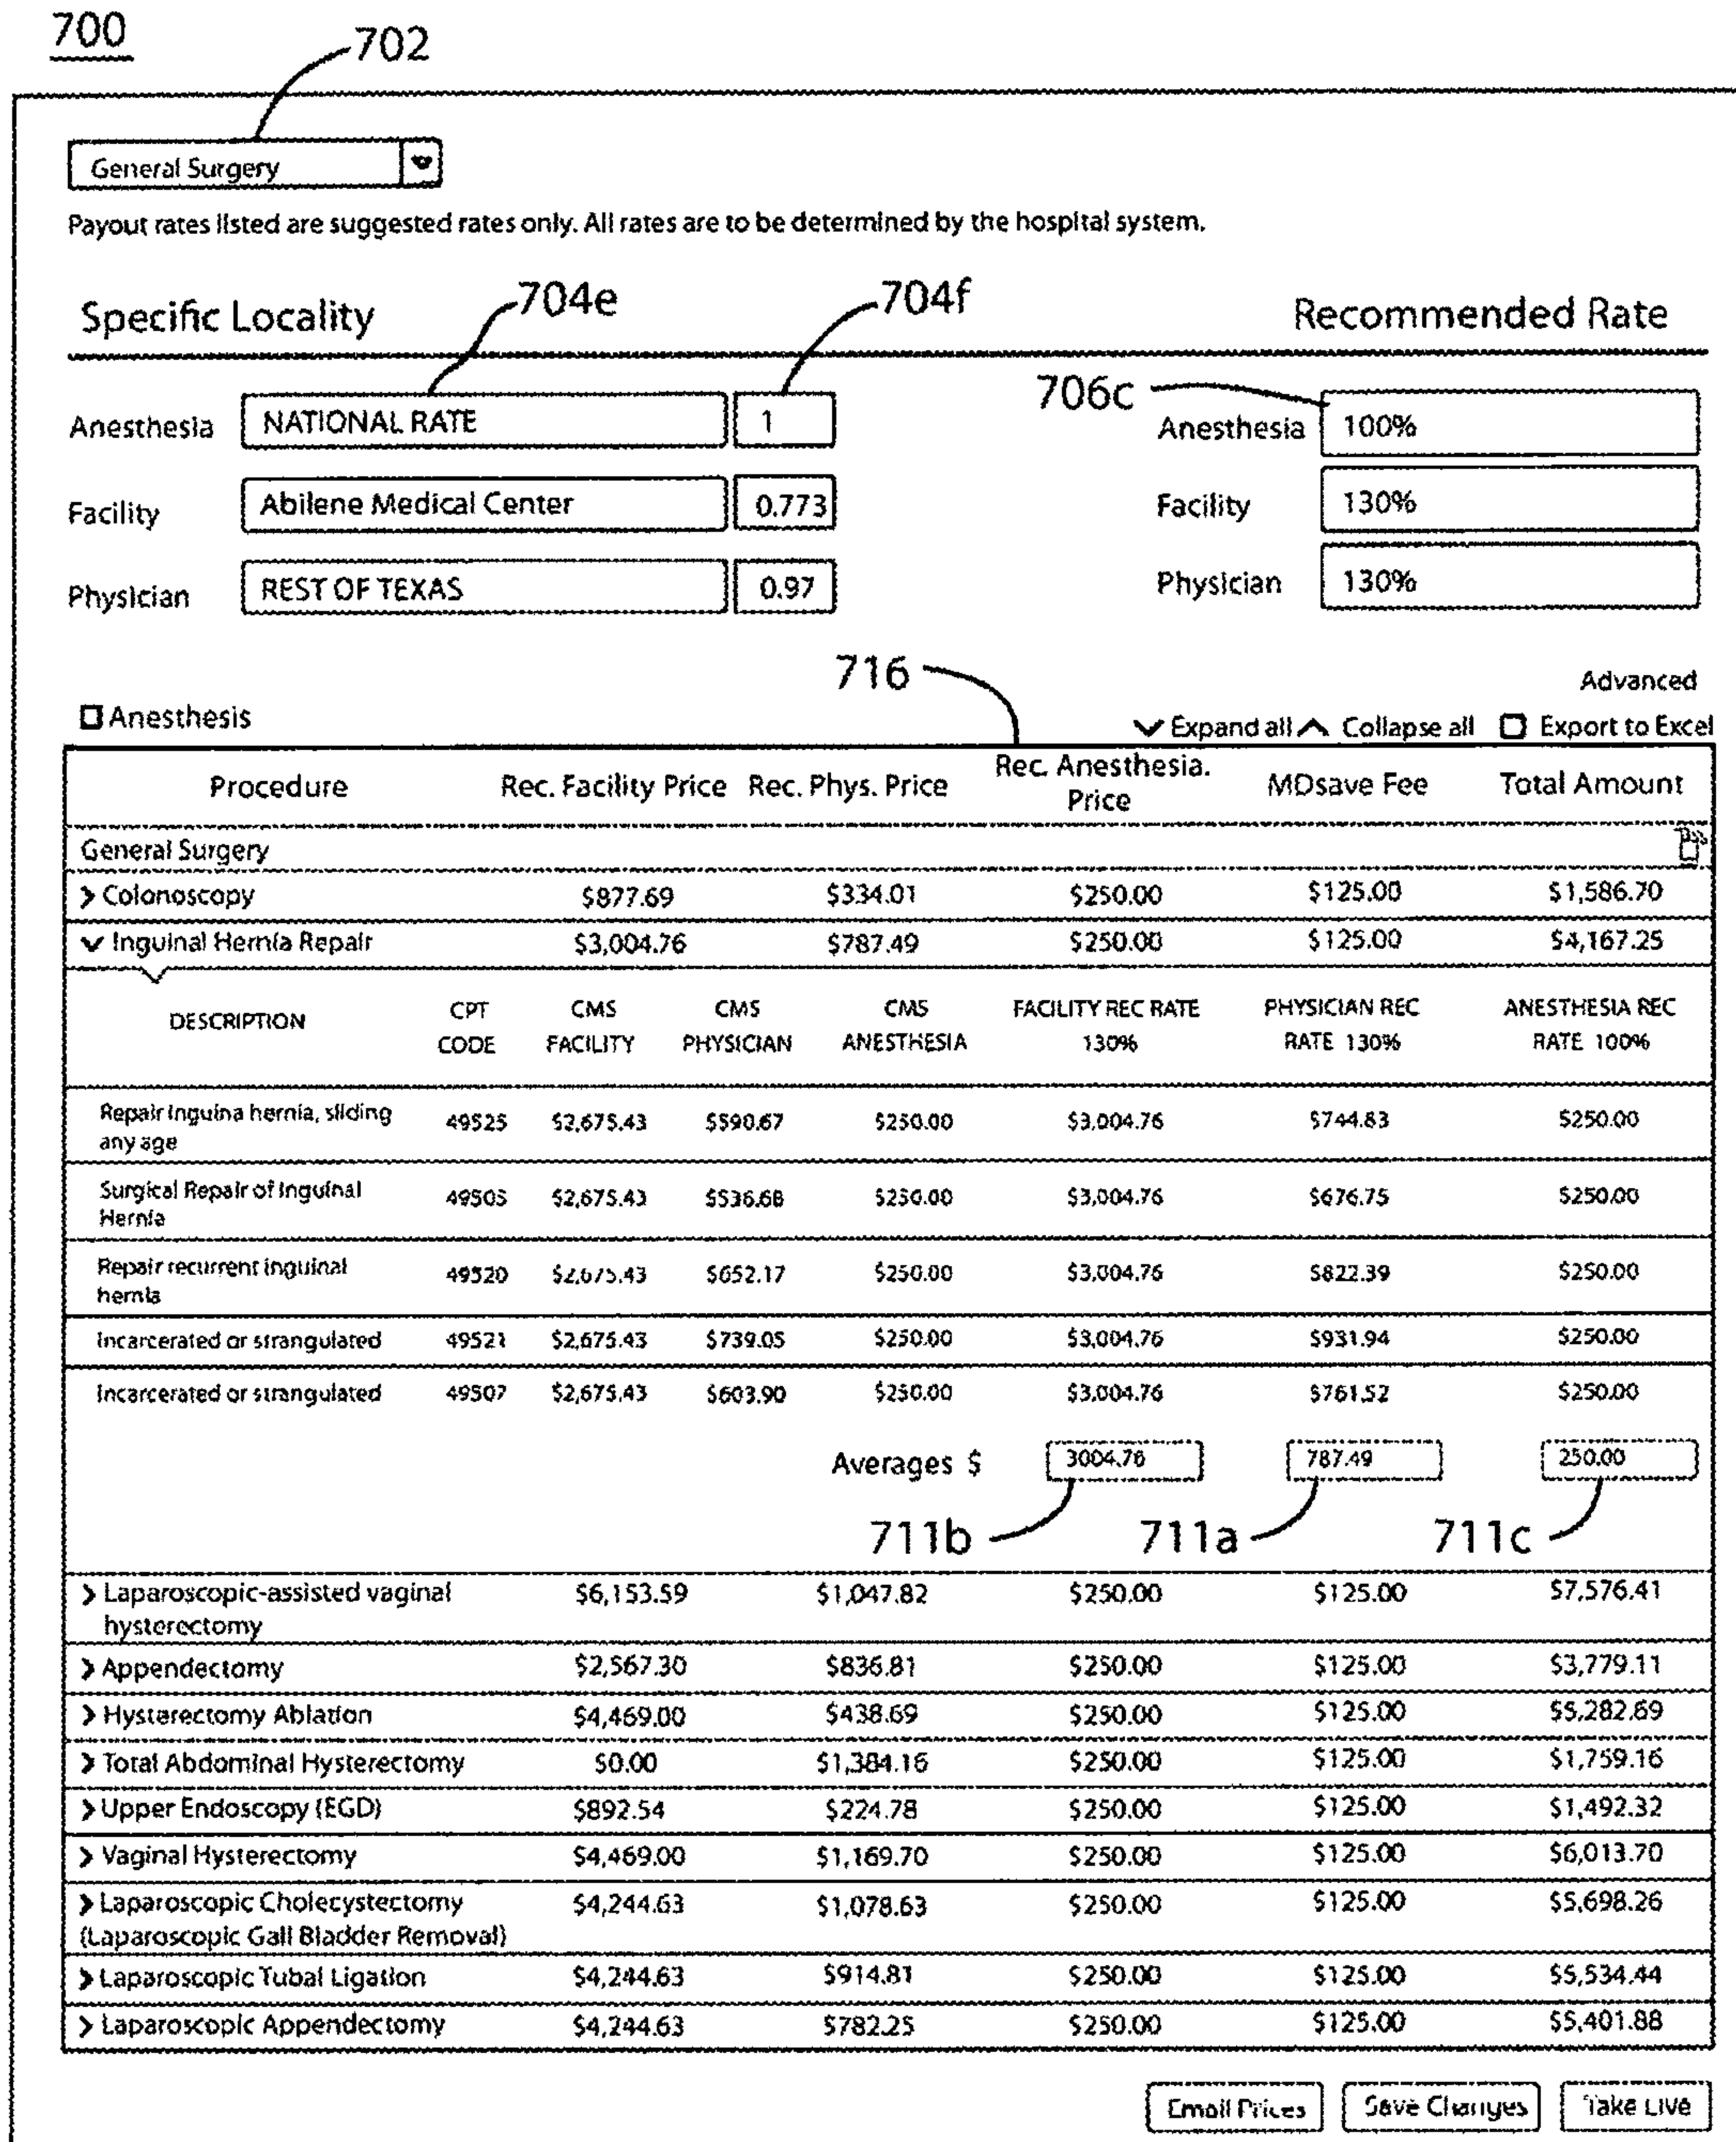 700
702
General Surgery
Payout rates listed are suggested rates only. All rates are to be determined by the hospital system.
Specific Locality 704e 704f Recommended Rate
Anesthesia NATIONAL RATE 1 706c Anesthesia 100%
Facility Abilene Medical Center 0.773 Facility 130%
Physician REST OF TEXAS 0.97 Physician 130%
716
Advanced
Anesthesis Expand all Collapse all Export to Excel
Procedure Rec. Facility Price Rec. Phys. Price Rec. Anesthesia. Price MDsave Fee Total Amount
General Surgery
Colonoscopy $877.69 $334.01 $250.00 $125.00 $1,586.70
Inguinal Hernia Repair $3,004.76 $787.49 $250.00 $125.00 $4,167.25
DESCRIPTION CPT CMS CMS CMS FACILITY REC RATE PHYSICIAN REC ANESTHESIA REC
CODE FACILITY PHYSICIAN ANESTHESIA 130% RATE 130% RATE 100%
Repair inguina hernia, sliding
any age 49525 $2,675.43 $590.67 $250.00 $3,004.76 $744.83 $250.00
Surgical Repair of Inguinal
Hernia 49505 $2,675.43 $536.68 $250.00 $3,004.76 $676.75 $250.00
Repair recurrent inguinal
hernia 49520 $2,675.43 $652.17 $250.00 $3,004.76 $822.39 $250.00
Incarcerated or strangulated 49521 $2,675.43 $739.05 $250.00 $3,004.76 $931.94 $250.00
Incarcerated or strangulated 49507 $2,675.43 $603.90 $250.00 $3,004.76 $761.52 $250.00
Averages $ 3004.76 787.49 250.00
711b 711a 711c
Laparoscopic-assisted vaginal
hysterectomy $6,153.59 $1,047.82 $250.00 $125.00 $7,576.41
Appendectomy $2,567.30 $836.81 $250.00 $125.00 $3,779.11
Hysterectomy Ablation $4,469.00 $438.69 $250.00 $125.00 $5,282.69
Total Abdominal Hysterectomy $0.00 $1,384.16 $250.00 $125.00 $1,759.16
Upper Endoscopy (EGD) $892.54 $224.78 $250.00 $125.00 $1,492.32
Vaginal Hysterectomy $4,469.00 $1,169.70 $250.00 $125.00 $6,013.70
Laparoscopic Cholecystectomy $4,244.63 $1,078.63 $250.00 $125.00 $5,698.26
(Laparoscopic Gall Bladder Removal)
Laparoscopic Tubal Ligation $4,244.63 $914.81 $250.00 $125.00 $5,534.44
Laparoscopic Appendectomy $4,244.63 $782.25 $250.00 $125.00 $5,401.88
Email Prices Save Changes Take Live